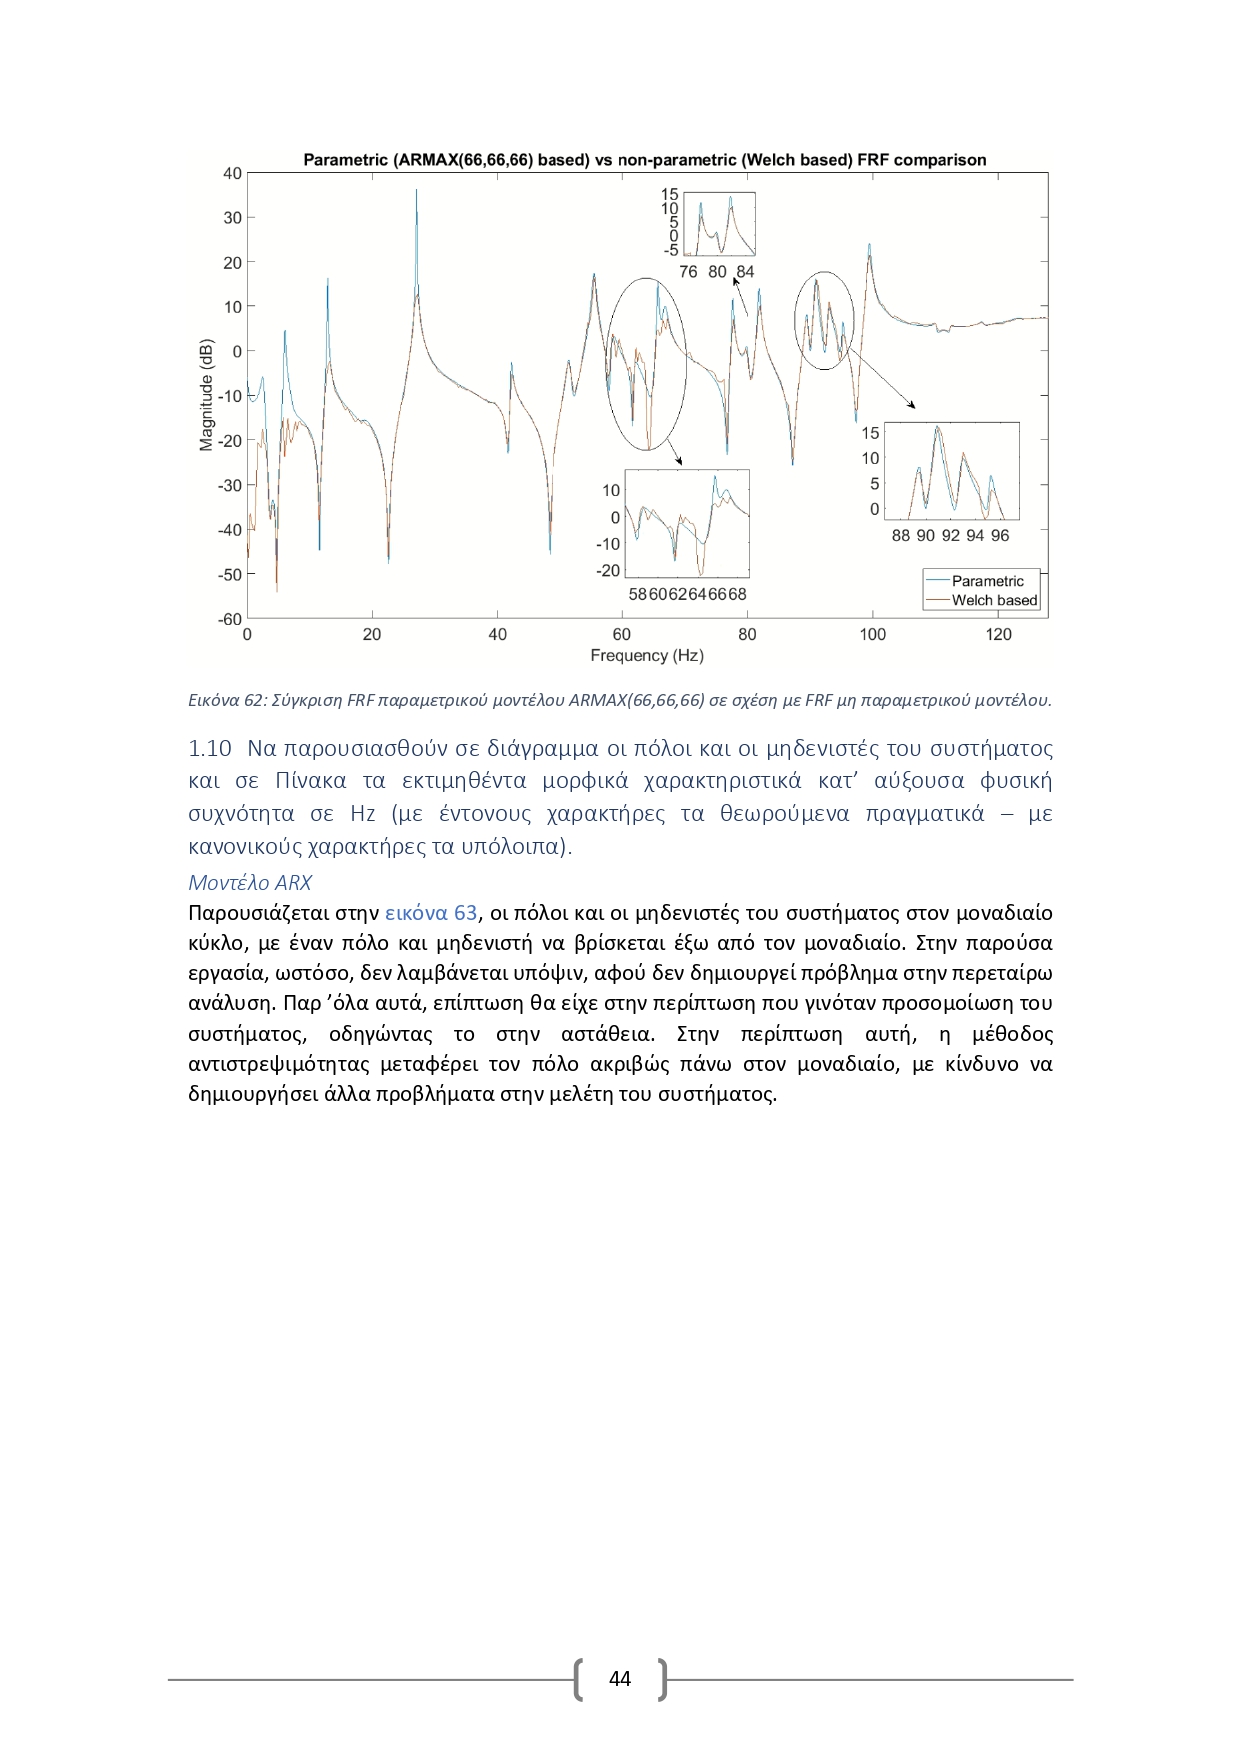 Parametric (ARMAX(66,66,66) based) vs non-parametric (Welch based) FRF comparison
40
30
20
10
0
-10
-20
-30
-40
-50
-60
Magnitude (dB)
0 20 40 60 80 100 120
Frequency (Hz)
15
10
5
0
-5
76 80 84
10
0
-10
-20
58 60 62 64 66 68
15
10
5
0
88 90 92 94 96
Parametric
Welch based
Εικόνα 62: Σύγκριση FRF παραμετρικού μοντέλου ARMAX(66,66,66) σε σχέση με FRF μη παραμετρικού μοντέλου.
1.10 Να παρουσιασθούν σε διάγραμμα οι πόλοι και οι μηδενιστές του συστήματος
και σε Πίνακα τα εκτιμηθέντα μορφικά χαρακτηριστικά κατ’ αύξουσα φυσική
συχνότητα σε Hz (με έντονους χαρακτήρες τα θεωρούμενα πραγματικά – με
κανονικούς χαρακτήρες τα υπόλοιπα).
Μοντέλο ARX
Παρουσιάζεται στην εικόνα 63, οι πόλοι και οι μηδενιστές του συστήματος στον μοναδιαίο
κύκλο, με έναν πόλο και μηδενιστή να βρίσκεται έξω από τον μοναδιαίο. Στην παρούσα
εργασία, ωστόσο, δεν λαμβάνεται υπόψιν, αφού δεν δημιουργεί πρόβλημα στην περεταίρω
ανάλυση. Παρ ’όλα αυτά, επίπτωση θα είχε στην περίπτωση που γινόταν προσομοίωση του
συστήματος, οδηγώντας το στην αστάθεια. Στην περίπτωση αυτή, η μέθοδος
αντιστρεψιμότητας μεταφέρει τον πόλο ακριβώς πάνω στον μοναδιαίο, με κίνδυνο να
δημιουργήσει άλλα προβλήματα στην μελέτη του συστήματος.
44